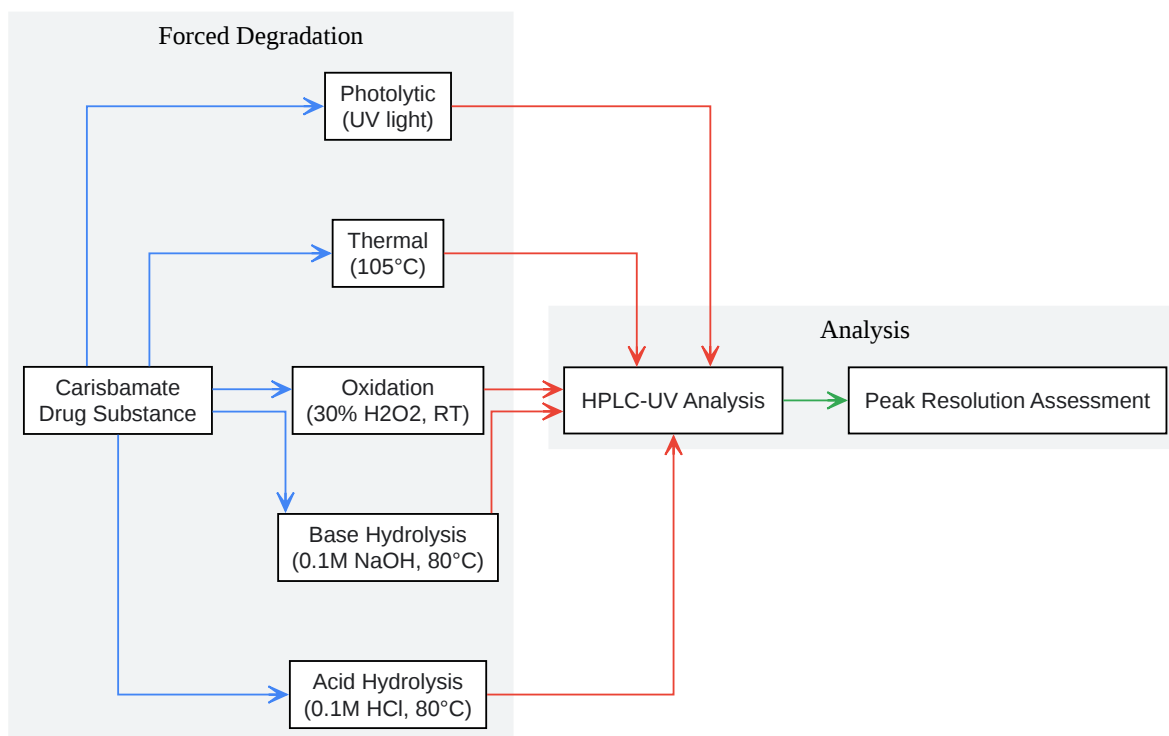 Forced Degradation
Photolytic
(UV light)
Thermal
(105°C)
Analysis
Carisbamate
Drug Substance
Oxidation
(30% H2O2, RT)
HPLC-UV Analysis
Peak Resolution Assessment
Base Hydrolysis
(0.1M NaOH, 80°C)
Acid Hydrolysis
(0.1M HCl, 80°C)